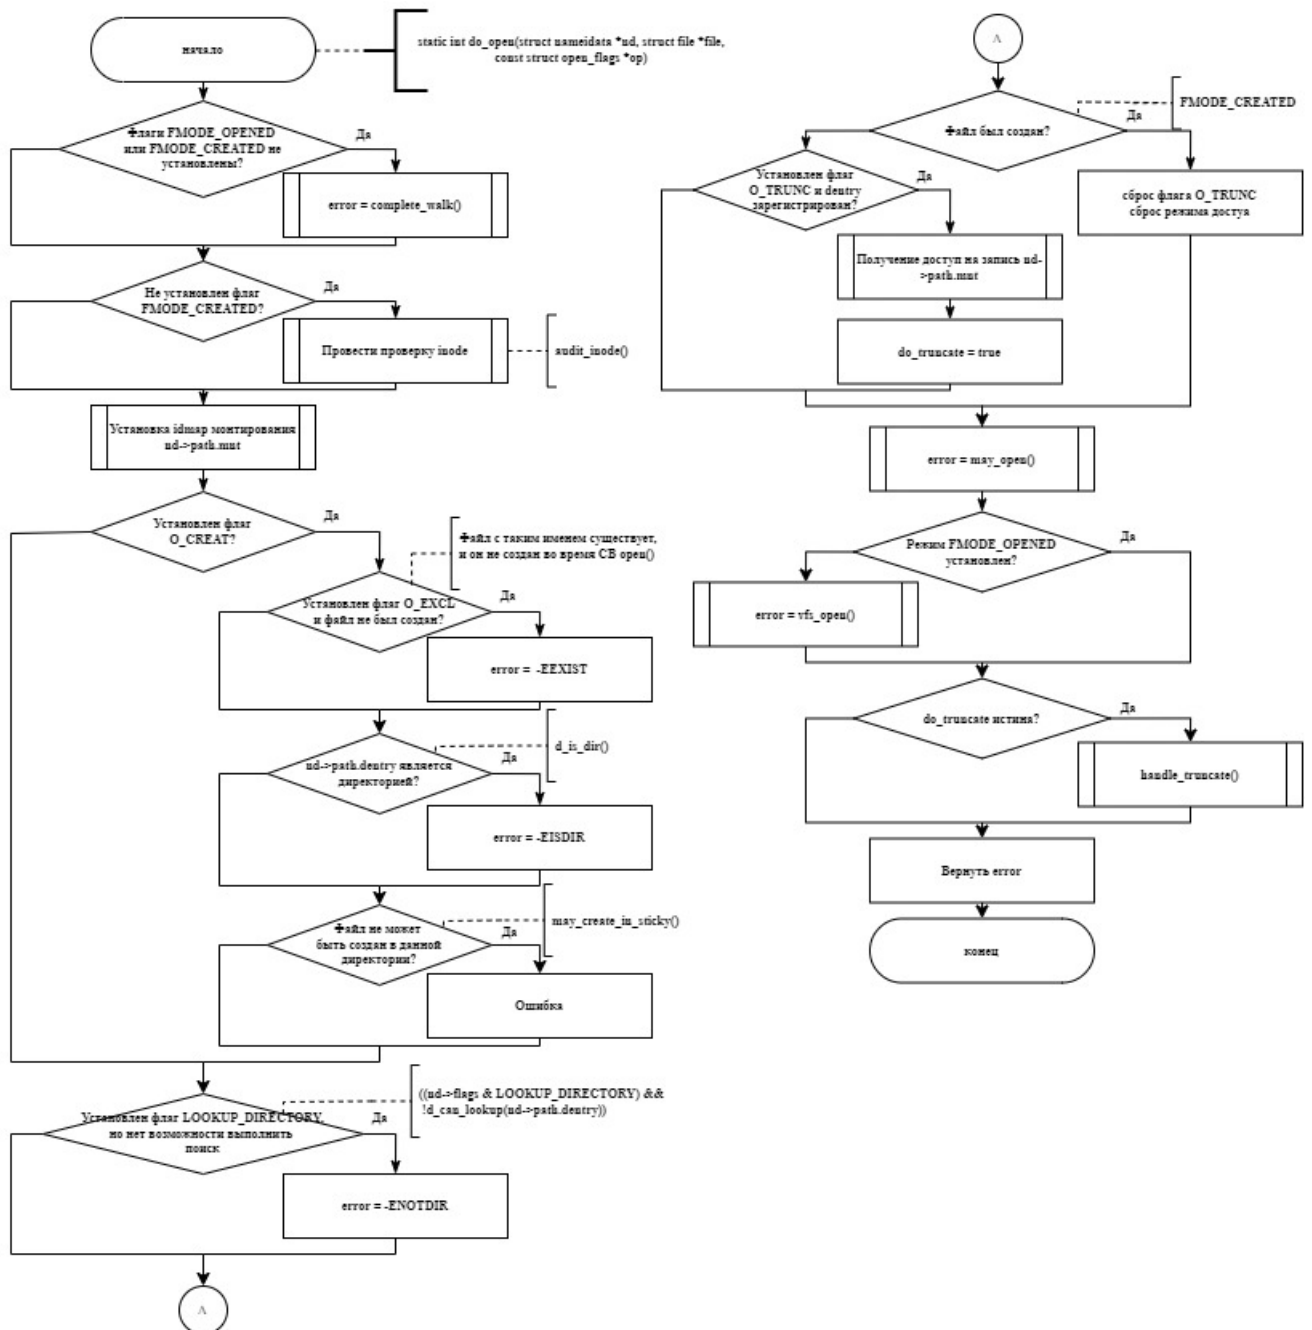 начало
static int do_open(struct nameidata *nd, struct file *file,
const struct open_flags *op)
Флаги FMODE_OPENED
или FMODE_CREATED не
установлены?
Да
error = complete_walk()
Не установлен флаг
FMODE_CREATED?
Да
Провести проверку inode
audit_inode()
Установка idmap монтирования
nd->path.mnt
Установлен флаг
O_CREAT?
Да
Файл с таким именем существует,
и он не создан во время СВ open()
Установлен флаг O_EXCL
и файл не был создан?
Да
error = -EEXIST
d_is_dir()
nd->path.dentry является
директорией?
Да
error = -EISDIR
may_create_in_sticky()
Файл не может
быть создан в данной
директории?
Да
Ошибка
((nd->flags & LOOKUP_DIRECTORY) &&
!d_can_lookup(nd->path.dentry))
Установлен флаг LOOKUP_DIRECTORY,
но нет возможности выполнить
поиск
Да
error = -ENOTDIR
А
А
FMODE_CREATED
Файл был создан?
Да
Установлен флаг
O_TRUNC и dentry
зарегистрирован?
Да
сброс флага O_TRUNC
сброс режима достуа
Получение доступ на запись nd-
>path.mnt
do_truncate = true
error = may_open()
Режим FMODE_OPENED
установлен?
Да
error = vfs_open()
do_truncate истина?
Да
handle_truncate()
Вернуть error
конец